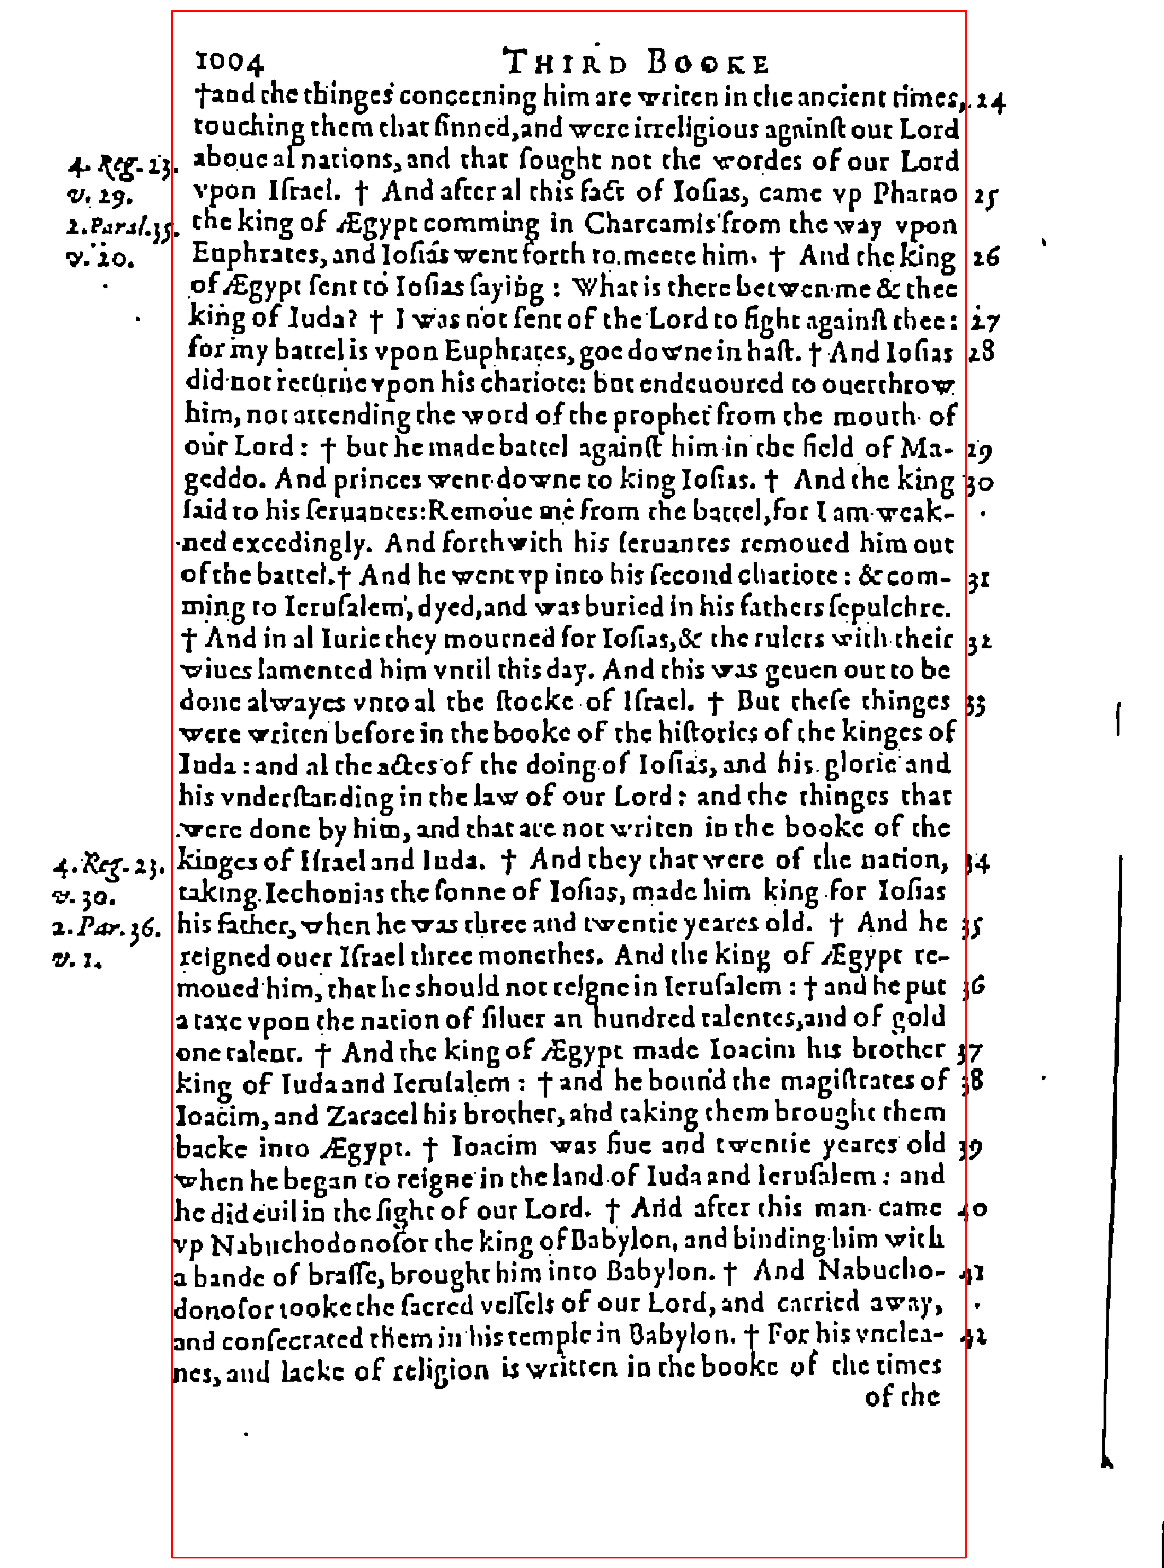 1004 THIRD BOOKE
†and the thinges concerning him are writen in the ancient times, 24
touching them that sinned, and were irreligious against our Lord
4. Reg. 23. aboue al nations, and that sought not the wordes of our Lord
v. 29. vpon Iſrael. † And after al this fact of Ioſias, came vp Pharao 25
2. Paral. 35. the king of Ægypt comming in Charcamis from the way vpon
v. 20. Euphrates, and Ioſias went forth to meete him. † And the king 26
of Ægypt ſent to Ioſias ſaying : What is there betwen me & thee
king of Iuda? † I was not ſent of the Lord to fight againſt thee: 27
for my battel is vpon Euphrates, goe downe in haſt. † And Ioſias 28
did not returne vpon his chariote: but endeuoured to ouerthrow
him, not attending the word of the prophet from the mouth of
our Lord : † but he made battel againſt him in the field of Ma- 29
geddo. And princes went downe to king Ioſias. † And the king 30
ſaid to his ſeruantes: Remoue me from the battel, for I am weak-
ned excedingly. And forthwith his ſeruantes remoued him out
of the battel. † And he went vp into his ſecond chariote : & com- 31
ming to Ieruſalem, dyed, and was buried in his fathers ſepulchre.
† And in al Iurie they mourned for Ioſias, & the rulers with their 32
wiues lamented him vntil this day. And this was geuen out to be
done alwayes vnto al the ſtocke of Iſrael. † But theſe thinges 33
were writen before in the booke of the hiſtories of the kinges of
Iuda : and al the actes of the doing of Ioſias, and his glorie and
his vnderſtanding in the law of our Lord : and the thinges that
were done by him, and that are not writen in the booke of the
4. Reg. 23. kinges of Iſrael and Iuda. † And they that were of the nation, 34
v. 30. taking Iechonias the ſonne of Ioſias, made him king for Ioſias
2. Par. 36. his father, when he was three and twentie yeares old. † And he 35
v. 1. reigned ouer Iſrael three monethes. And the king of Ægypt re-
moued him, that he should not reigne in Ieruſalem : † and he put 36
a taxe vpon the nation of ſiluer an hundred talentes, and of gold
one talent. † And the king of Ægypt made Ioacim his brother 37
king of Iuda and Ieruſalem : † and he bound the magiſtrates of 38
Ioacim, and Zaracel his brother, and taking them brought them
backe into Ægypt. † Ioacim was fiue and twentie yeares old 39
when he began to reigne in the land of Iuda and Ieruſalem : and
he did euil in the ſight of our Lord. † And after this man came 40
vp Nabuchodonoſor the king of Babylon, and binding him with
a bande of braſſe, brought him into Babylon. † And Nabucho- 41
donoſor tooke the ſacred veſſels of our Lord, and carried away,
and conſecrated them in his temple in Babylon. † For his vnclea- 42
nes, and lacke of religion is written in the booke of the times
of the